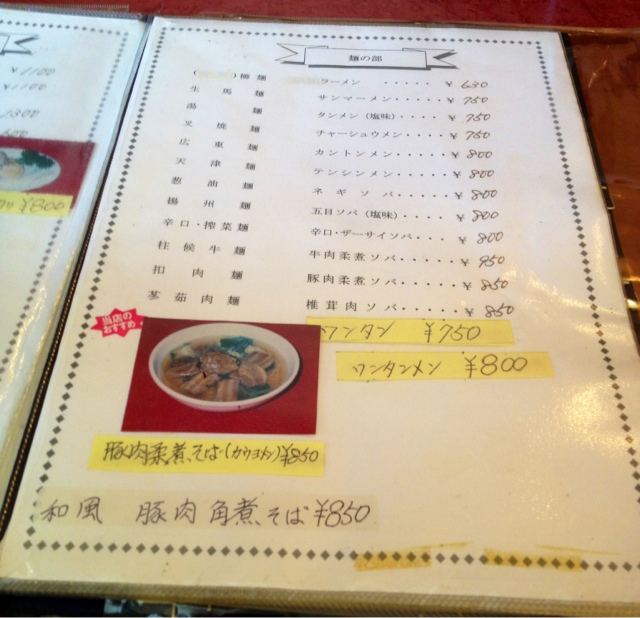 ¥1100
¥1100
1300
¥800
麺の部
( )柳麺 ラーメン ・・・・・ ¥630
生馬麺 サンマーメン・・・・・ ¥750
湯麺 タンメン (塩味)・・・・ ¥750
叉焼麺 チャーシュウメン・・・・ ¥750
広東麺 カントンメン・・・・・ ¥800
天津麺 テンシンメン・・・・・ ¥800
葱油麺 ネギソバ・・・・・ ¥800
揚州麺 五目ソバ (塩味)・・・・ ¥800
辛口・搾菜麺 辛口・ザーサイソバ・・・・ ¥800
柱候牛麺 牛肉柔煮ソバ・・・・・ ¥950
扣肉麺 豚肉柔煮ソバ・・・・・ ¥850
茸肉麺 椎茸肉ソバ・・・・・ ¥850
当店の
おすすめ
ワンタン ¥750
ワンタンメン ¥800
豚肉柔煮そば(カウヨメン)¥850
和風 豚肉角煮そば ¥850